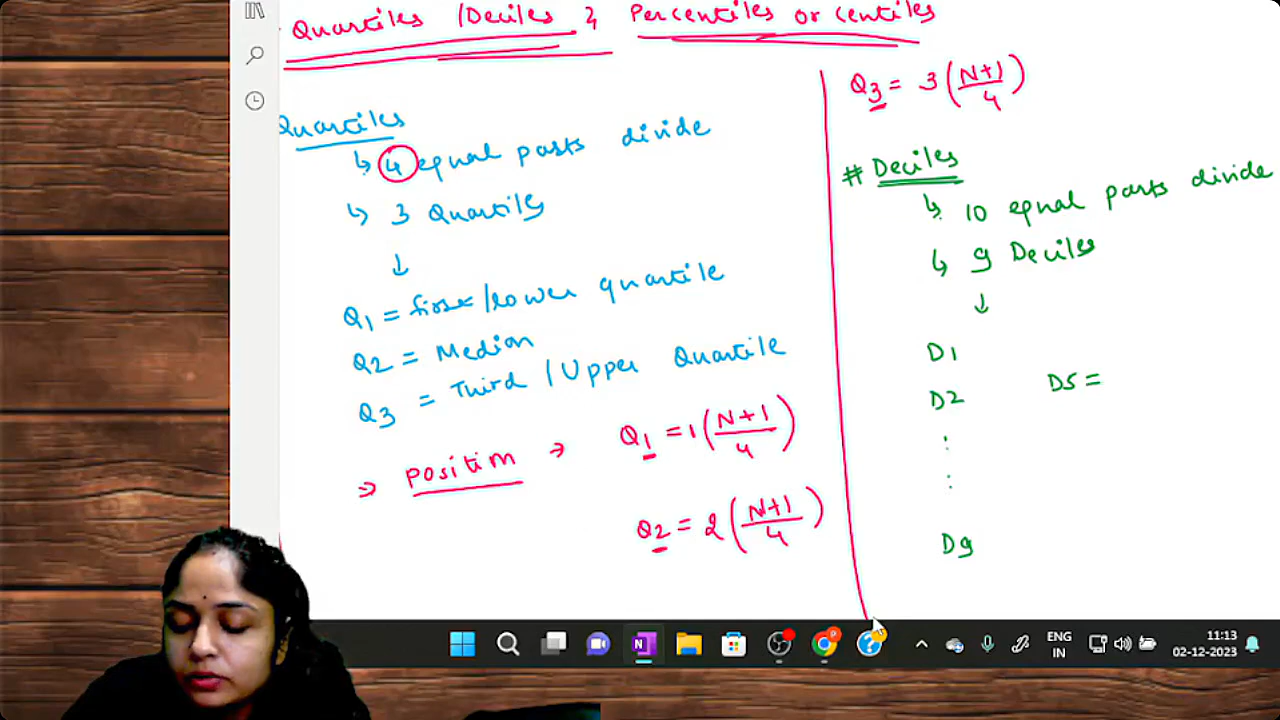 Quartiles / Deciles & Percentiles or Centiles
Quartiles
↳ 4 equal parts divide
↳ 3 Quartiles
↓
Q1 = first/lower quartile
Q2 = Median
Q3 = Third / Upper Quartile
⇒ Position → Q1 = 1(N+1/4)
Q2 = 2(N+1/4)
Q3 = 3(N+1/4)
# Deciles
↳ 10 equal parts divide
↳ 9 Deciles
↓
D1
D2
D5 =
:
:
D9
ENG
IN
11:13
02-12-2023